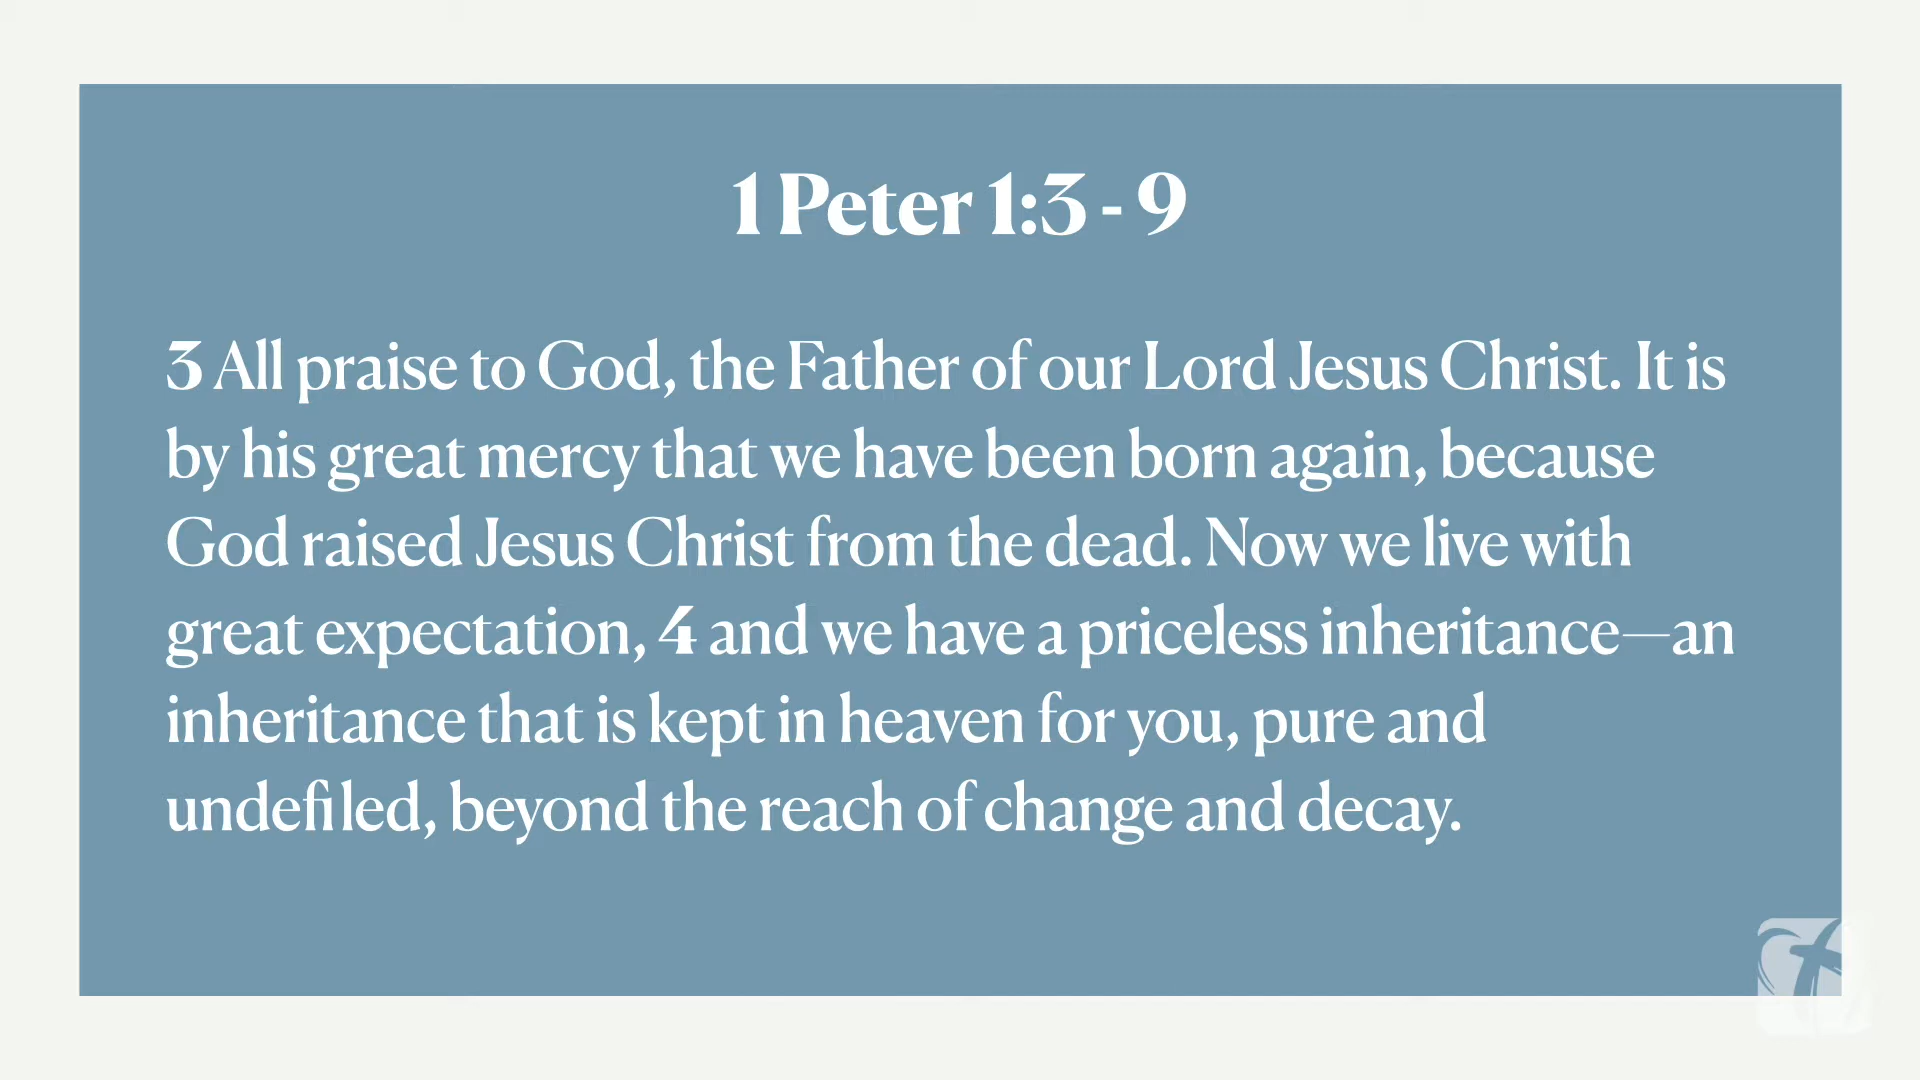 1 Peter 1:3 - 9
3 All praise to God, the Father of our Lord Jesus Christ. It is
by his great mercy that we have been born again, because
God raised Jesus Christ from the dead. Now we live with
great expectation, 4 and we have a priceless inheritance—an
inheritance that is kept in heaven for you, pure and
undefiled, beyond the reach of change and decay.